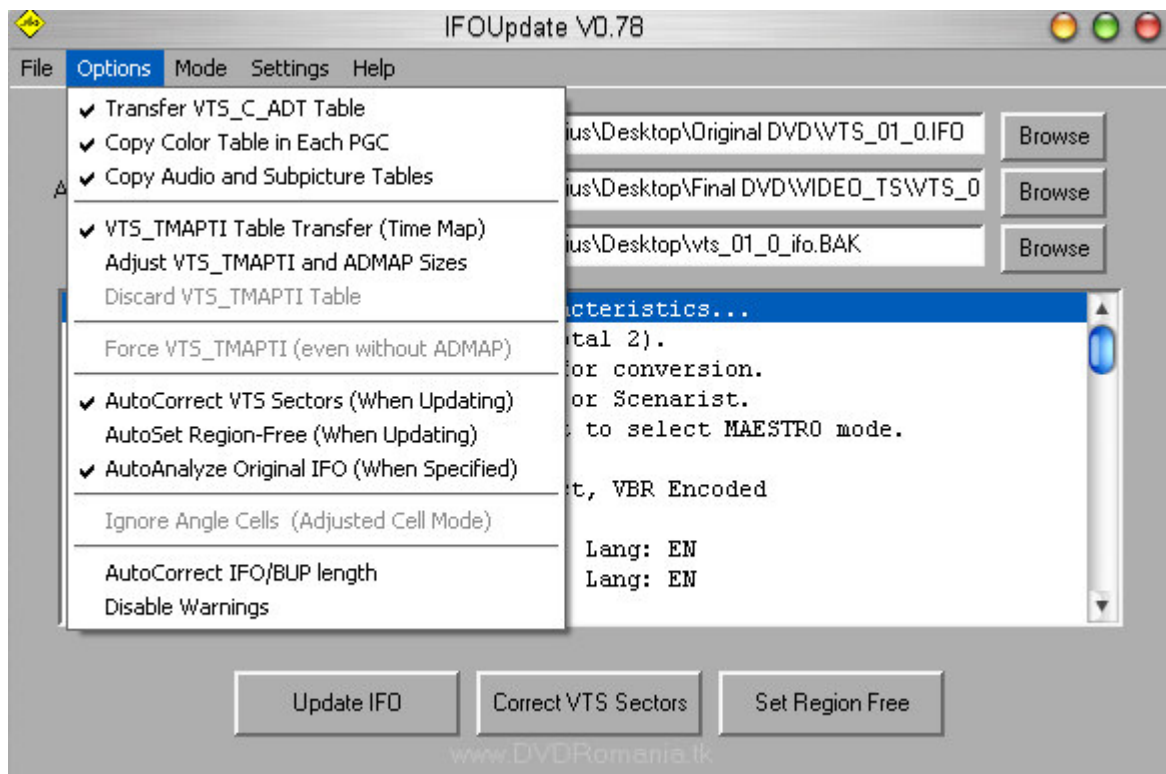 IFOUpdate V0.78
File Options Mode Settings Help
Transfer VTS_C_ADT Table
Copy Color Table in Each PGC
Copy Audio and Subpicture Tables
VTS_TMAPTI Table Transfer (Time Map)
Adjust VTS_TMAPTI and ADMAP Sizes
Discard VTS_TMAPTI Table
Force VTS_TMAPTI (even without ADMAP)
AutoCorrect VTS Sectors (When Updating)
AutoSet Region-Free (When Updating)
AutoAnalyze Original IFO (When Specified)
Ignore Angle Cells (Adjusted Cell Mode)
AutoCorrect IFO/BUP length
Disable Warnings
ius\Desktop\Original DVD\VTS_01_0.IFO Browse
A ius\Desktop\Final DVD\VIDEO_TS\VTS_0 Browse
ius\Desktop\vts_01_0_ifo.BAK Browse
cteristics...
tal 2).
for conversion.
or Scenarist.
to select MAESTRO mode.
t, VBR Encoded
Lang: EN
Lang: EN
Update IFO Correct VTS Sectors Set Region Free
www.DVDRomania.tk